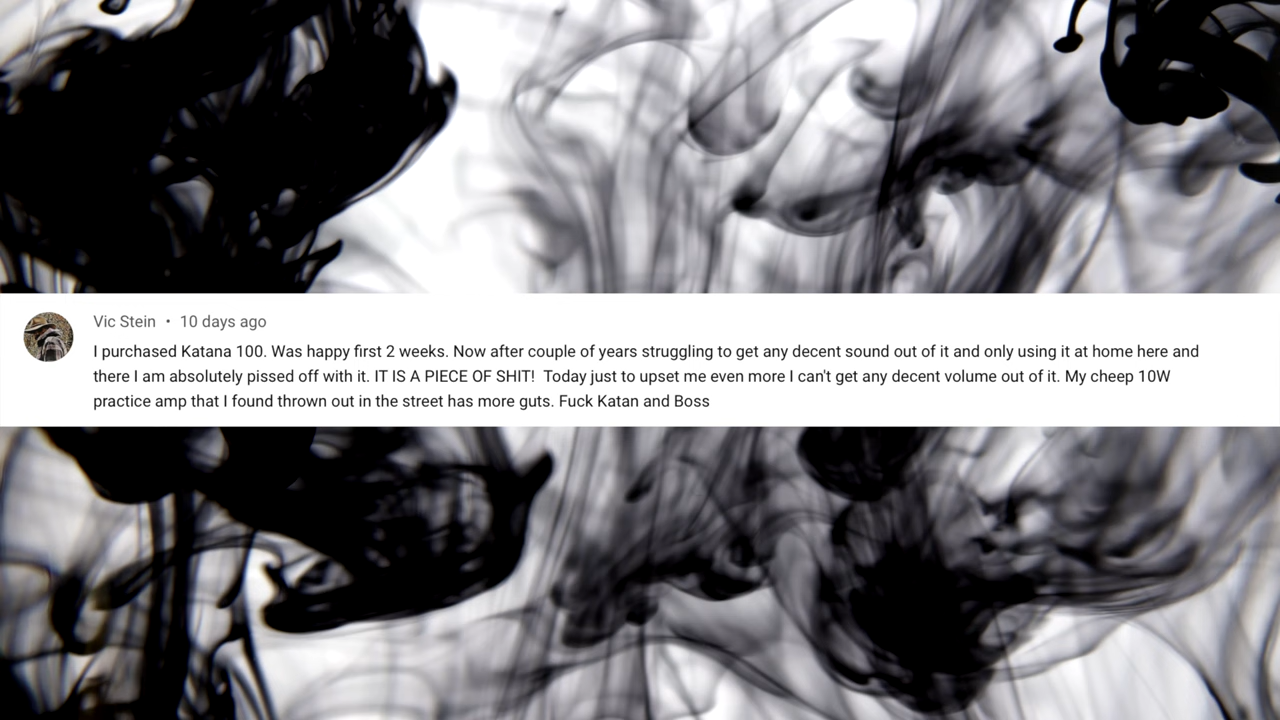 Vic Stein • 10 days ago
I purchased Katana 100. Was happy first 2 weeks. Now after couple of years struggling to get any decent sound out of it and only using it at home here and
there I am absolutely pissed off with it. IT IS A PIECE OF SHIT!  Today just to upset me even more I can't get any decent volume out of it. My cheep 10W
practice amp that I found thrown out in the street has more guts. Fuck Katan and Boss